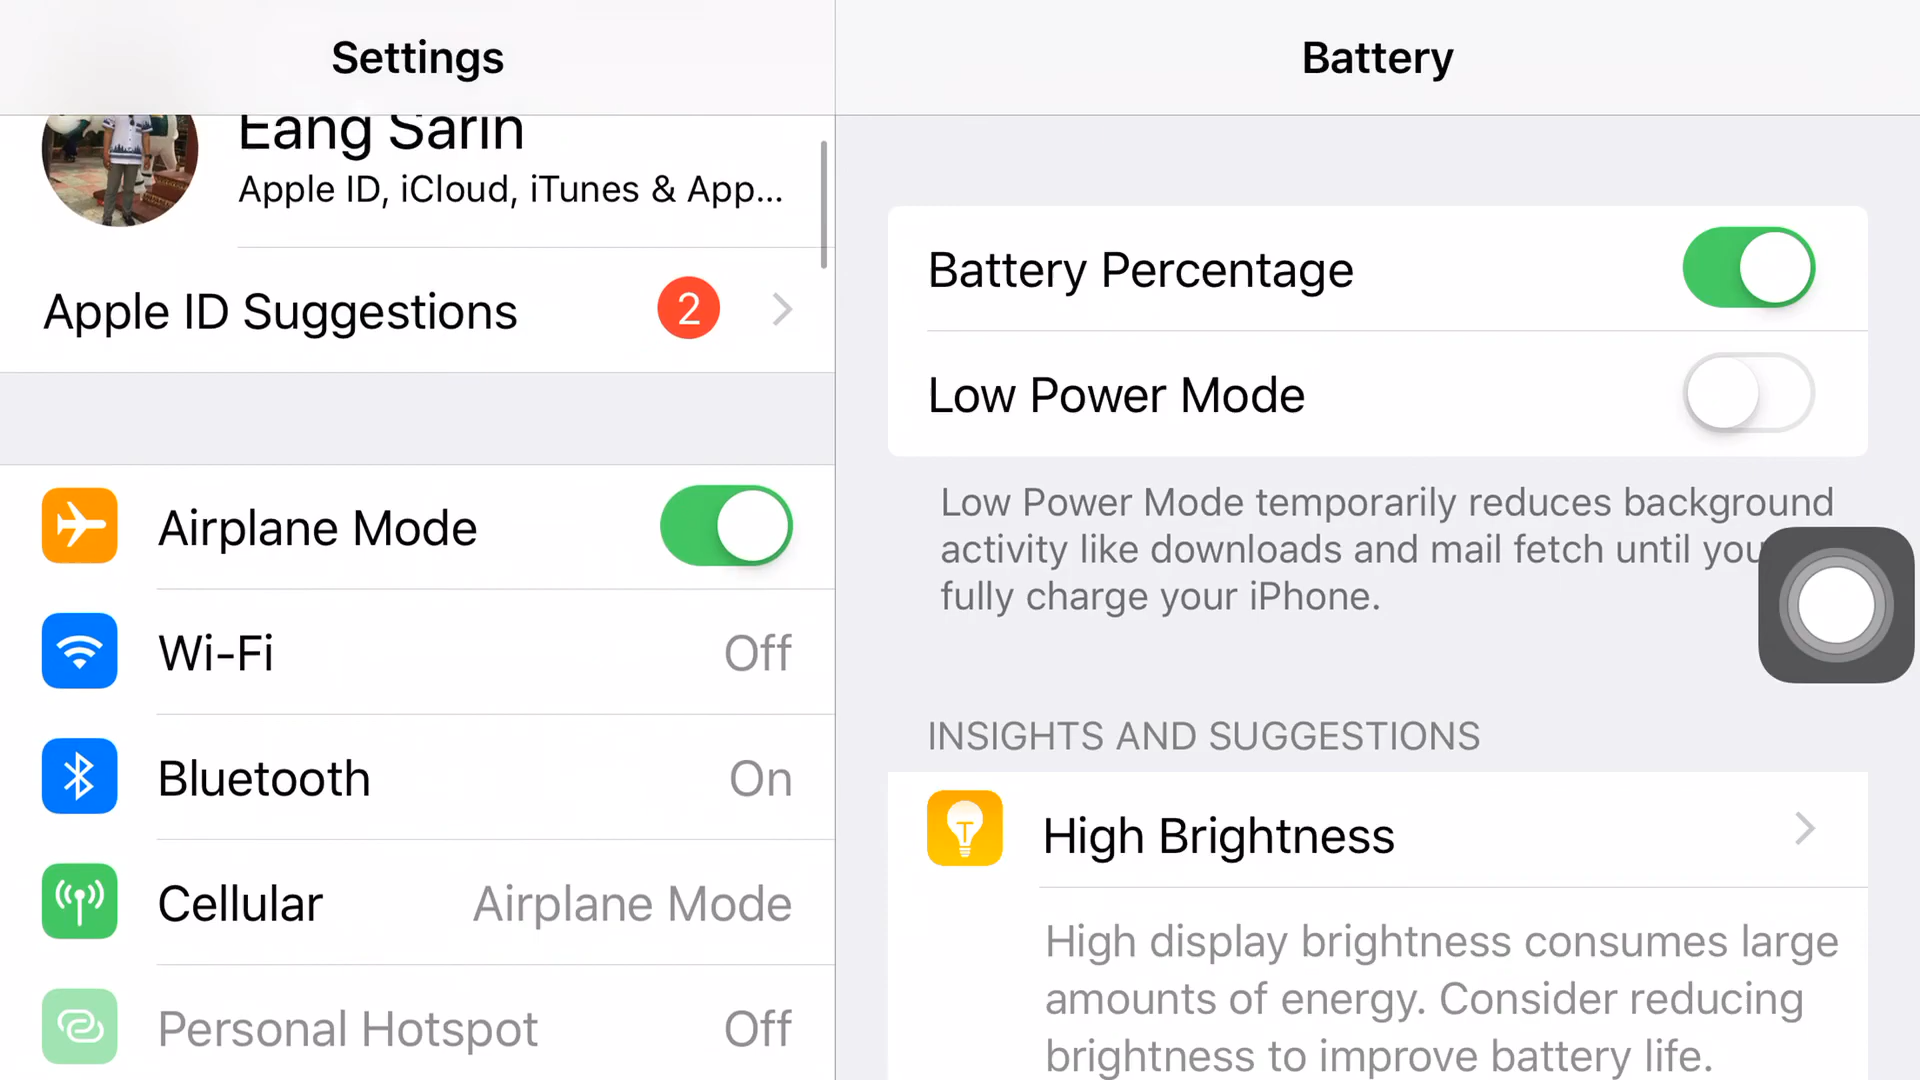 Settings
Eang Sarin
Apple ID, iCloud, iTunes & App...
Apple ID Suggestions
2
Airplane Mode
Wi-Fi
Off
Bluetooth
On
Cellular
Airplane Mode
Personal Hotspot
Off
Battery
Battery Percentage
Low Power Mode
Low Power Mode temporarily reduces background
activity like downloads and mail fetch until you
fully charge your iPhone.
INSIGHTS AND SUGGESTIONS
High Brightness
High display brightness consumes large
amounts of energy. Consider reducing
brightness to improve battery life.